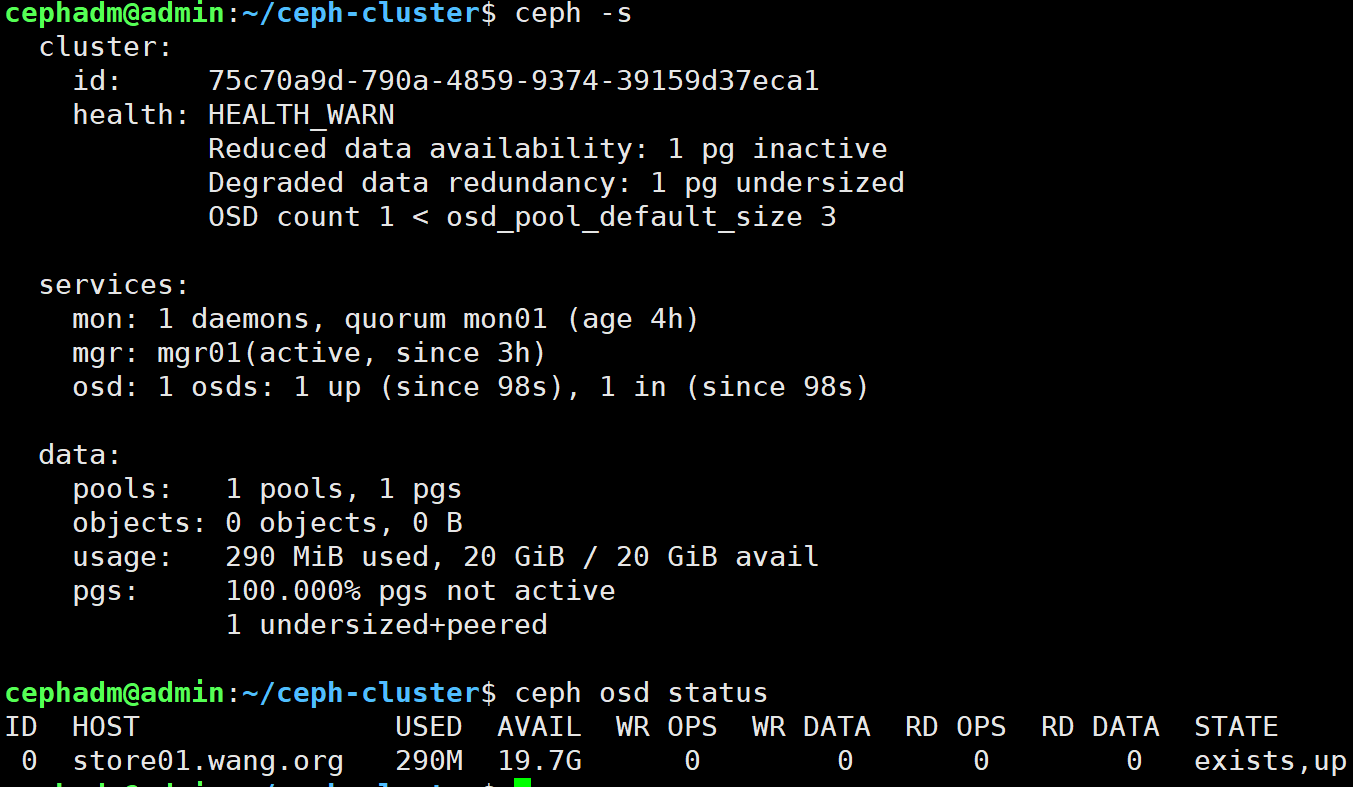 cephadm@admin:~/ceph-cluster$ ceph -s
  cluster:
    id:     75c70a9d-790a-4859-9374-39159d37eca1
    health: HEALTH_WARN
            Reduced data availability: 1 pg inactive
            Degraded data redundancy: 1 pg undersized
            OSD count 1 < osd_pool_default_size 3

  services:
    mon: 1 daemons, quorum mon01 (age 4h)
    mgr: mgr01(active, since 3h)
    osd: 1 osds: 1 up (since 98s), 1 in (since 98s)

  data:
    pools:   1 pools, 1 pgs
    objects: 0 objects, 0 B
    usage:   290 MiB used, 20 GiB / 20 GiB avail
    pgs:     100.000% pgs not active
             1 undersized+peered

cephadm@admin:~/ceph-cluster$ ceph osd status
ID  HOST                USED  AVAIL  WR OPS  WR DATA  RD OPS  RD DATA  STATE
 0  store01.wang.org   290M  19.7G      0        0       0        0   exists,up
cephadm@admin:~/ceph-cluster$